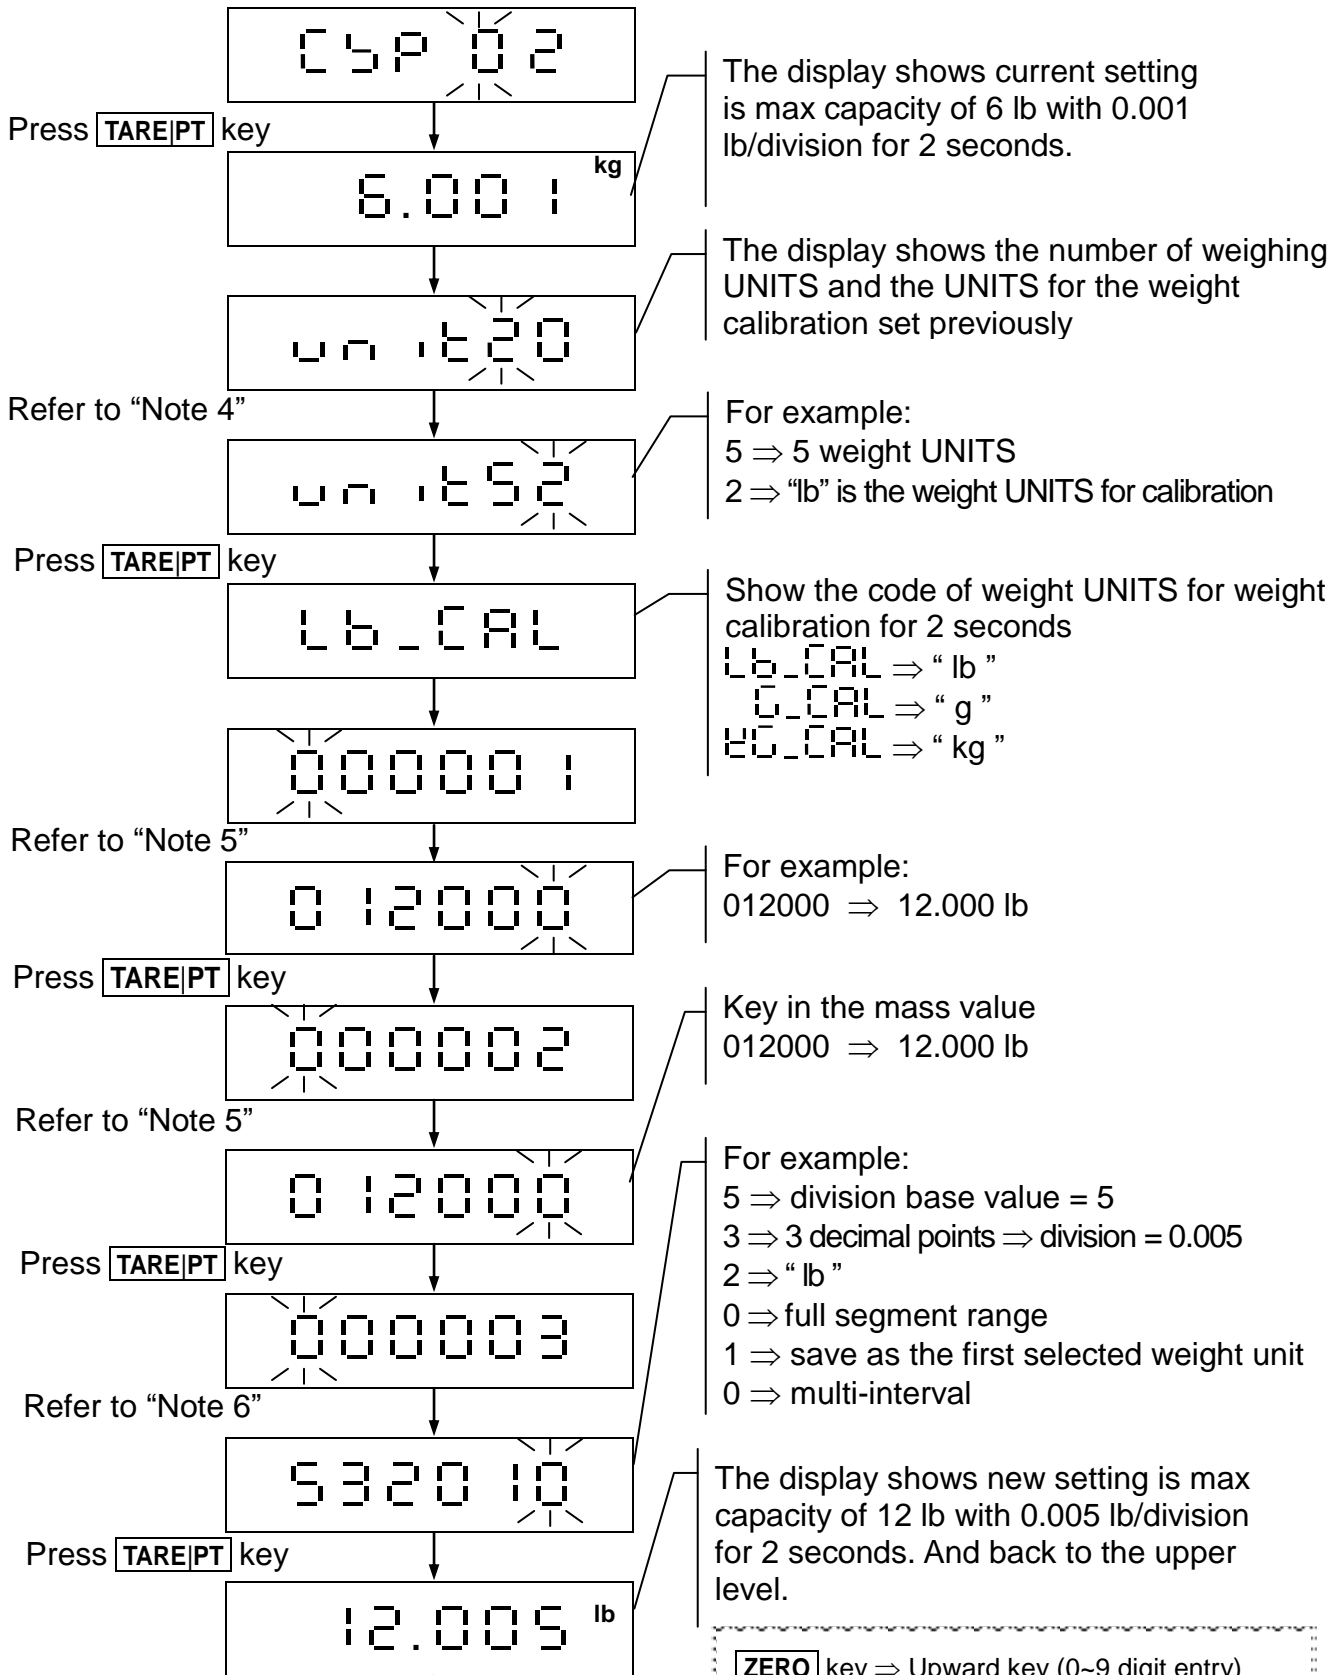 CSP 02
The display shows current setting
is max capacity of 6 lb with 0.001
lb/division for 2 seconds.
Press TARE|PT key
6.001 kg
The display shows the number of weighing
UNITS and the UNITS for the weight
calibration set previously
unit20
Refer to “Note 4”
For example:
5 ⇒ 5 weight UNITS
2 ⇒ “lb” is the weight UNITS for calibration
unit52
Press TARE|PT key
Show the code of weight UNITS for weight
calibration for 2 seconds
Lb_CAL ⇒ “ lb ”
G_CAL ⇒ “ g ”
KG_CAL ⇒ “ kg ”
Lb_CAL
000001
Refer to “Note 5”
For example:
012000 ⇒ 12.000 lb
012000
Press TARE|PT key
Key in the mass value
012000 ⇒ 12.000 lb
000002
Refer to “Note 5”
012000
For example:
5 ⇒ division base value = 5
3 ⇒ 3 decimal points ⇒ division = 0.005
2 ⇒ “ lb ”
0 ⇒ full segment range
1 ⇒ save as the first selected weight unit
0 ⇒ multi-interval
Press TARE|PT key
000003
Refer to “Note 6”
532010
The display shows new setting is max
capacity of 12 lb with 0.005 lb/division
for 2 seconds. And back to the upper
level.
Press TARE|PT key
12.005 lb
ZERO key ⇒ Upward key (0~9 digit entry)